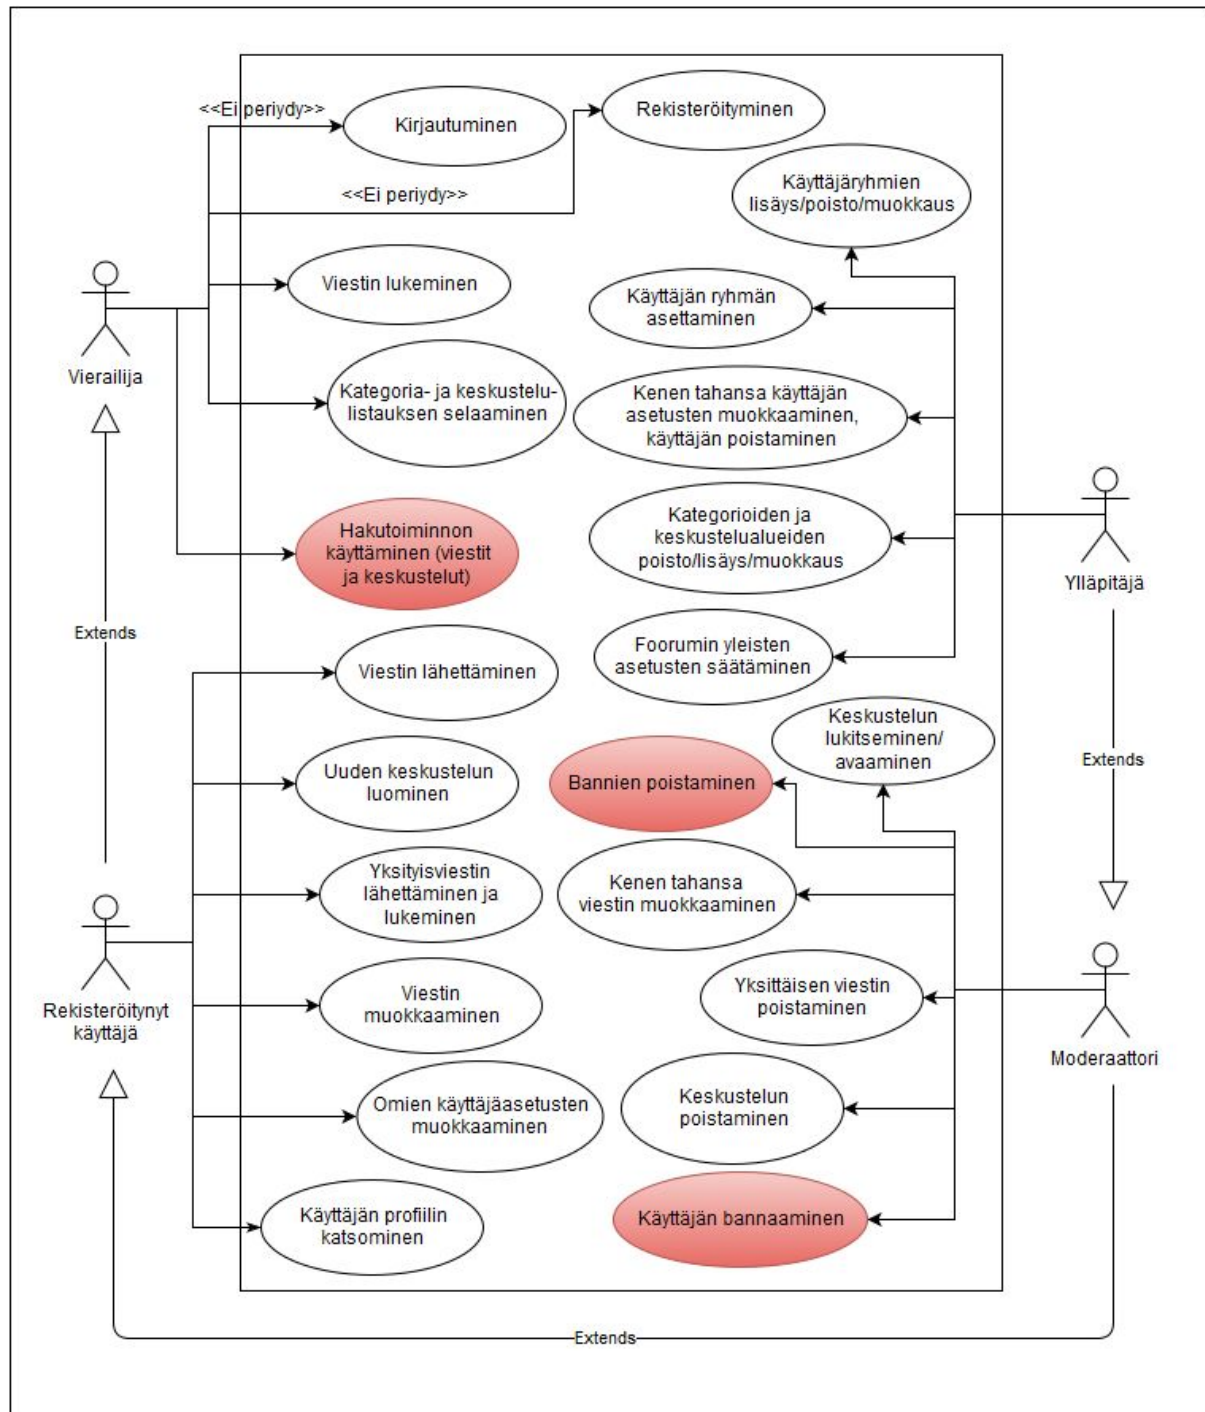 <<Ei periydy>>
Kirjautuminen
Rekisteröityminen
<<Ei periydy>>
Käyttäjäryhmien
lisäys/poisto/muokkaus
Viestin lukeminen
Käyttäjän ryhmän
asettaminen
Vierailija
Kategoria- ja keskustelu-
listauksen selaaminen
Kenen tahansa käyttäjän
asetusten muokkaaminen,
käyttäjän poistaminen
Hakutoiminnon
käyttäminen (viestit
ja keskustelut)
Kategorioiden ja
keskustelualueiden
poisto/lisäys/muokkaus
Ylläpitäjä
Extends
Viestin lähettäminen
Foorumin yleisten
asetusten säätäminen
Keskustelun
lukitseminen/
avaaminen
Uuden keskustelun
luominen
Bannien poistaminen
Extends
Yksityisviestin
lähettäminen ja
lukeminen
Kenen tahansa
viestin muokkaaminen
Rekisteröitynyt
käyttäjä
Viestin
muokkaaminen
Yksittäisen viestin
poistaminen
Moderaattori
Omien käyttäjäasetusten
muokkaaminen
Keskustelun
poistaminen
Käyttäjän profiilin
katsominen
Käyttäjän bannaaminen
Extends